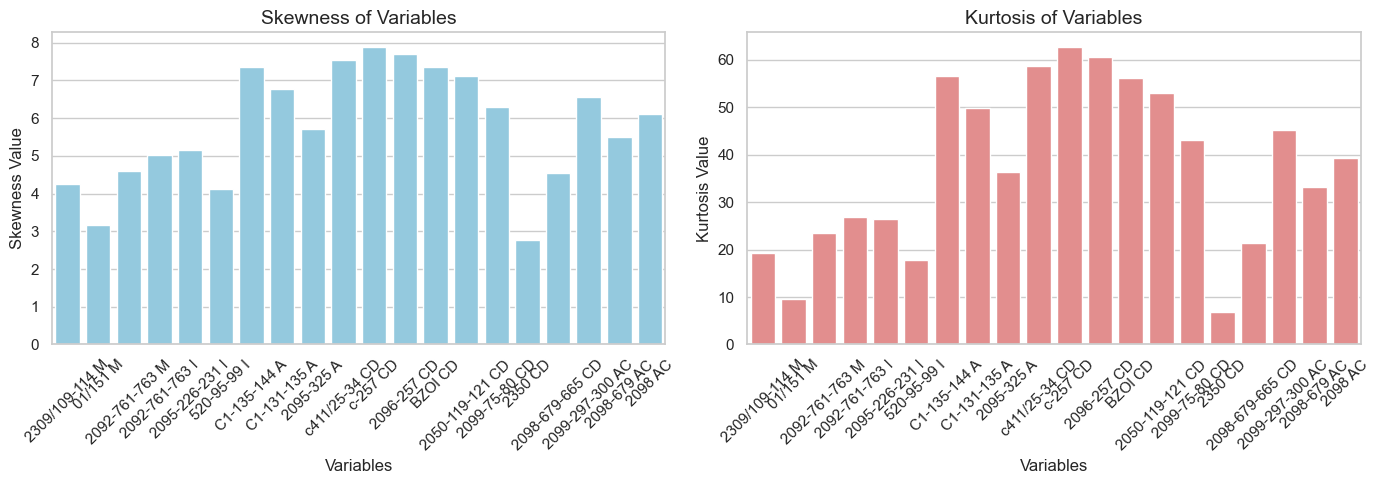 Skewness of Variables
Skewness Value
8
7
6
5
4
3
2
1
0
2309/109-114 M
01/151 M
2092-761-763 M
2092-761-763 I
2095-226-231 I
520-95-99 I
C1-135-144 A
C1-131-135 A
2095-325 A
c411/25-34 CD
c-257 CD
2096-257 CD
BZOI CD
2050-119-121 CD
2099-75-80 CD
2350 CD
2098-679-665 CD
2099-297-300 AC
2098-679 AC
2098 AC
Variables
Kurtosis of Variables
Kurtosis Value
60
50
40
30
20
10
0
2309/109-114 M
01/151 M
2092-761-763 M
2092-761-763 I
2095-226-231 I
520-95-99 I
C1-135-144 A
C1-131-135 A
2095-325 A
c411/25-34 CD
c-257 CD
2096-257 CD
BZOI CD
2050-119-121 CD
2099-75-80 CD
2350 CD
2098-679-665 CD
2099-297-300 AC
2098-679 AC
2098 AC
Variables